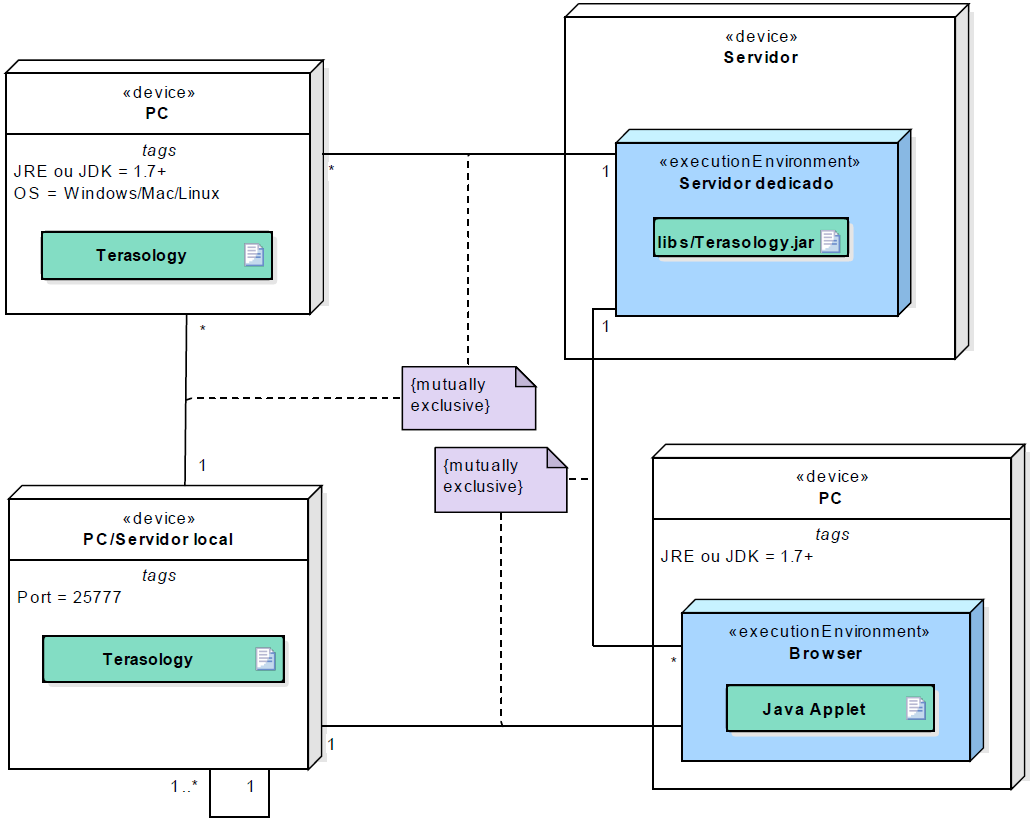 «device»
Servidor
«executionEnvironment»
Servidor dedicado
libs/Terasology.jar
«device»
PC
tags
JRE ou JDK = 1.7+
OS = Windows/Mac/Linux
Terasology
*
1
*
1
1
{mutually
exclusive}
{mutually
exclusive}
«device»
PC/Servidor local
tags
Port = 25777
Terasology
1
1..*
1
«device»
PC
tags
JRE ou JDK = 1.7+
«executionEnvironment»
Browser
Java Applet
*